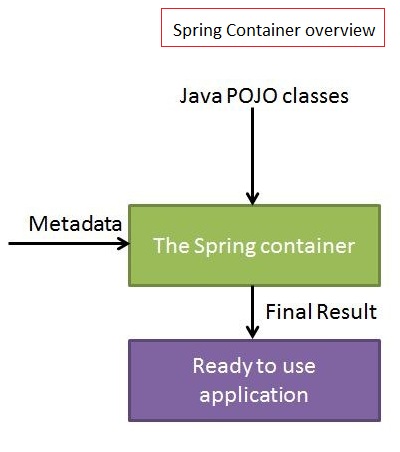 Spring Container overview
Java POJO classes
Metadata
The Spring container
Final Result
Ready to use
application